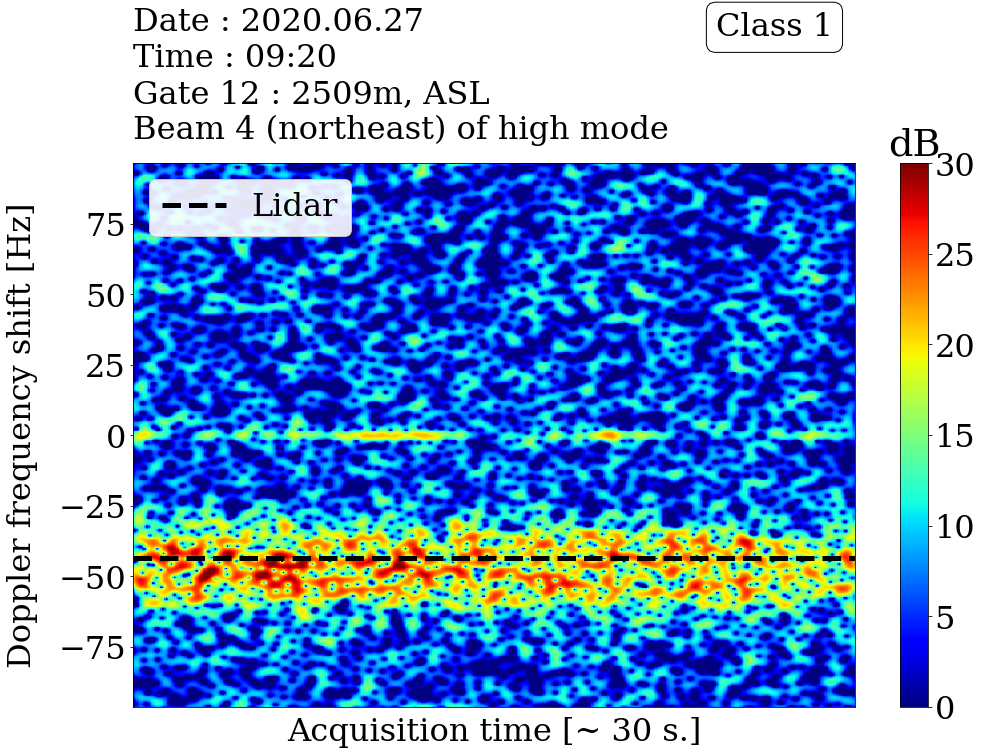 Date : 2020.06.27
Time : 09:20
Gate 12 : 2509m, ASL
Beam 4 (northeast) of high mode
Class 1
dB
Lidar
Doppler frequency shift [Hz]
75
50
25
0
−25
−50
−75
30
25
20
15
10
5
0
Acquisition time [~ 30 s.]